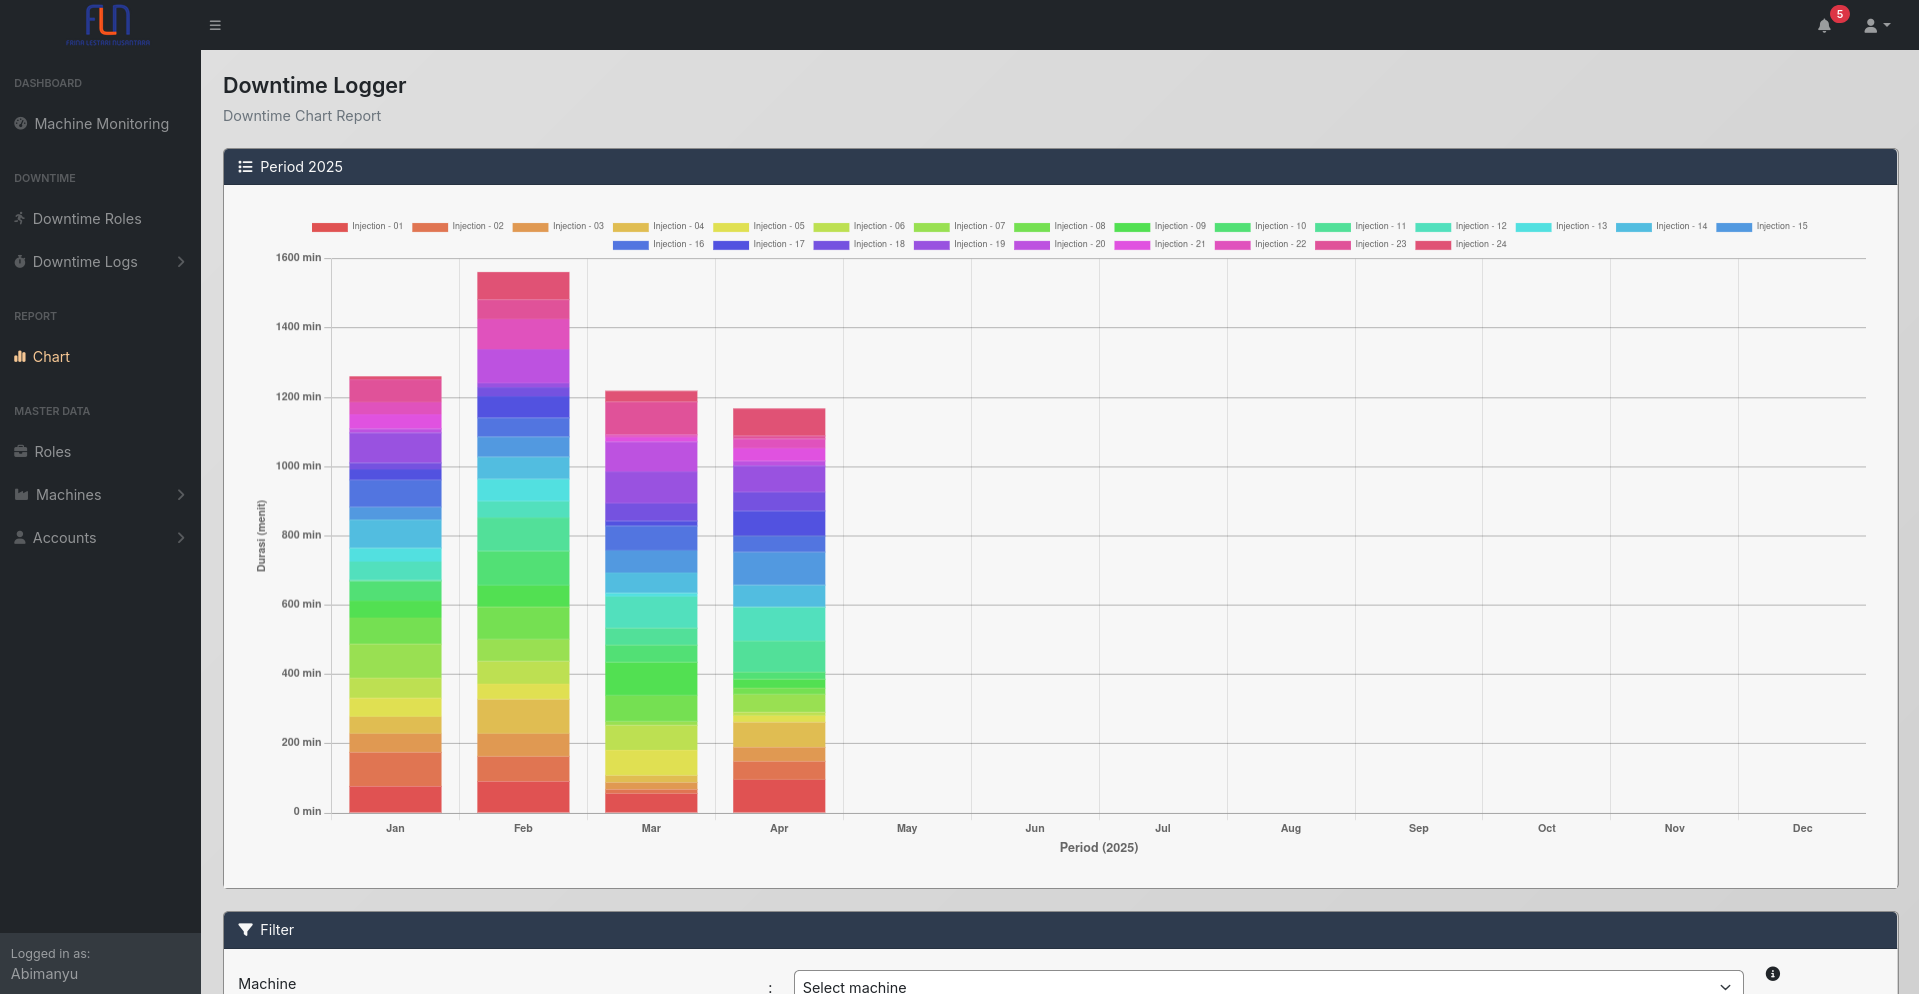 FLN
5
DASHBOARD
Machine Monitoring
DOWNTIME
Downtime Roles
Downtime Logs
REPORT
Chart
MASTER DATA
Roles
Machines
Accounts
Logged in as:
Abimanyu
Downtime Logger
Downtime Chart Report
Period 2025
Injection - 01 Injection - 02 Injection - 03 Injection - 04 Injection - 05 Injection - 06 Injection - 07 Injection - 08 Injection - 09 Injection - 10 Injection - 11 Injection - 12 Injection - 13 Injection - 14 Injection - 15
Injection - 16 Injection - 17 Injection - 18 Injection - 19 Injection - 20 Injection - 21 Injection - 22 Injection - 23 Injection - 24
1600 min
1400 min
1200 min
1000 min
800 min
600 min
400 min
200 min
0 min
Durasi (menit)
Jan Feb Mar Apr May Jun Jul Aug Sep Oct Nov Dec
Period (2025)
Filter
Machine : Select machine